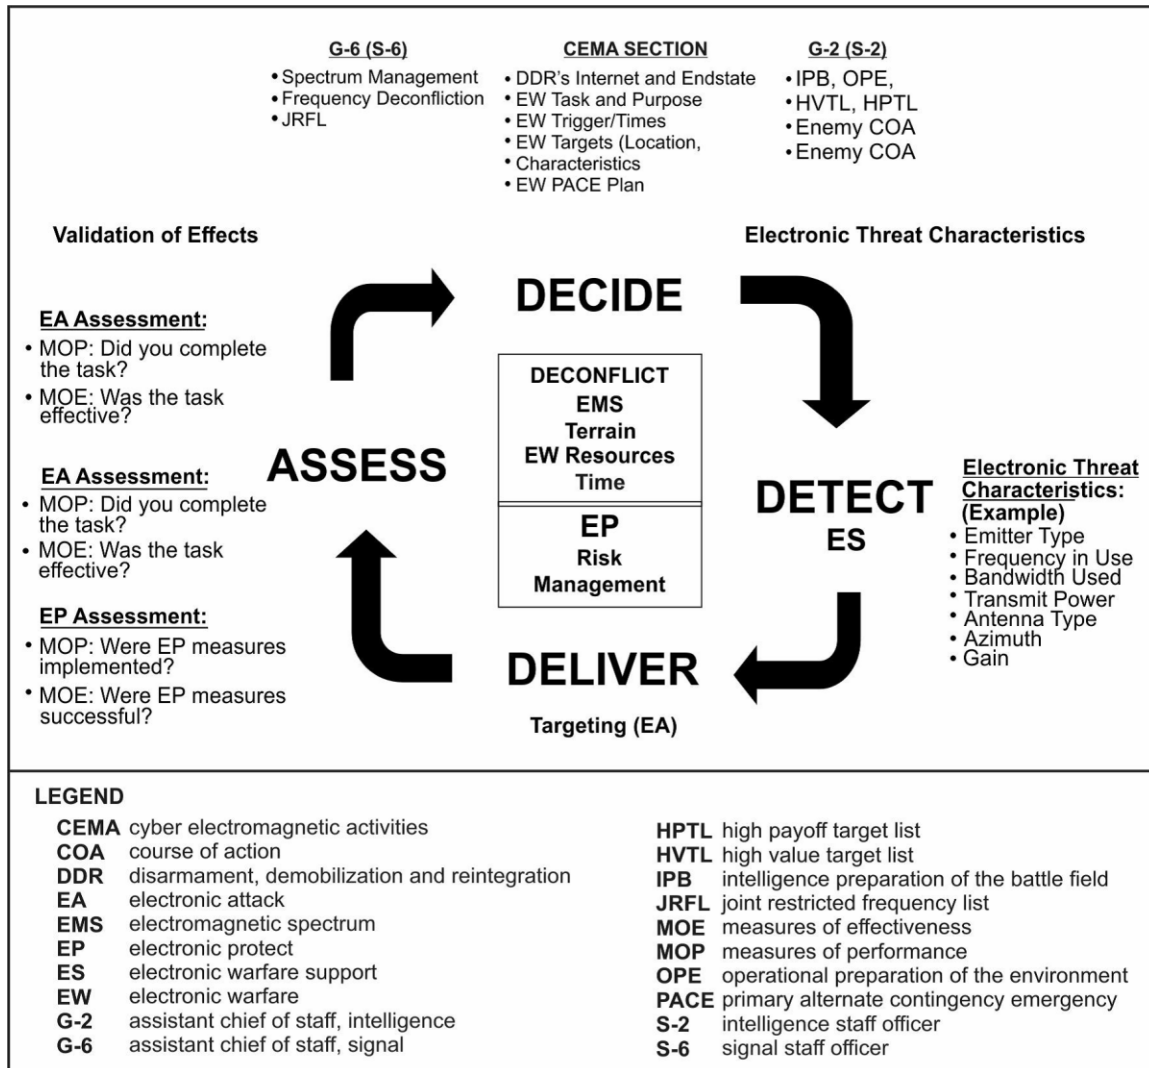 G-6 (S-6)
• Spectrum Management
• Frequency Deconfliction
• JRFL
CEMA SECTION
• DDR's Internet and Endstate
• EW Task and Purpose
• EW Trigger/Times
• EW Targets (Location,
• Characteristics
• EW PACE Plan
G-2 (S-2)
• IPB, OPE,
• HVTL, HPTL
• Enemy COA
• Enemy COA
Validation of Effects
Electronic Threat Characteristics
DECIDE
EA Assessment:
• MOP: Did you complete
the task?
• MOE: Was the task
effective?
DECONFLICT
EMS
Terrain
EW Resources
Time
EP
Risk
Management
ASSESS
EA Assessment:
• MOP: Did you complete
the task?
• MOE: Was the task
effective?
EP Assessment:
• MOP: Were EP measures
implemented?
• MOE: Were EP measures
successful?
DETECT
ES
Electronic Threat
Characteristics:
(Example)
• Emitter Type
• Frequency in Use
• Bandwidth Used
• Transmit Power
• Antenna Type
• Azimuth
• Gain
DELIVER
Targeting (EA)
LEGEND
CEMA cyber electromagnetic activities
COA course of action
DDR disarmament, demobilization and reintegration
EA electronic attack
EMS electromagnetic spectrum
EP electronic protect
ES electronic warfare support
EW electronic warfare
G-2 assistant chief of staff, intelligence
G-6 assistant chief of staff, signal
HPTL high payoff target list
HVTL high value target list
IPB intelligence preparation of the battle field
JRFL joint restricted frequency list
MOE measures of effectiveness
MOP measures of performance
OPE operational preparation of the environment
PACE primary alternate contingency emergency
S-2 intelligence staff officer
S-6 signal staff officer